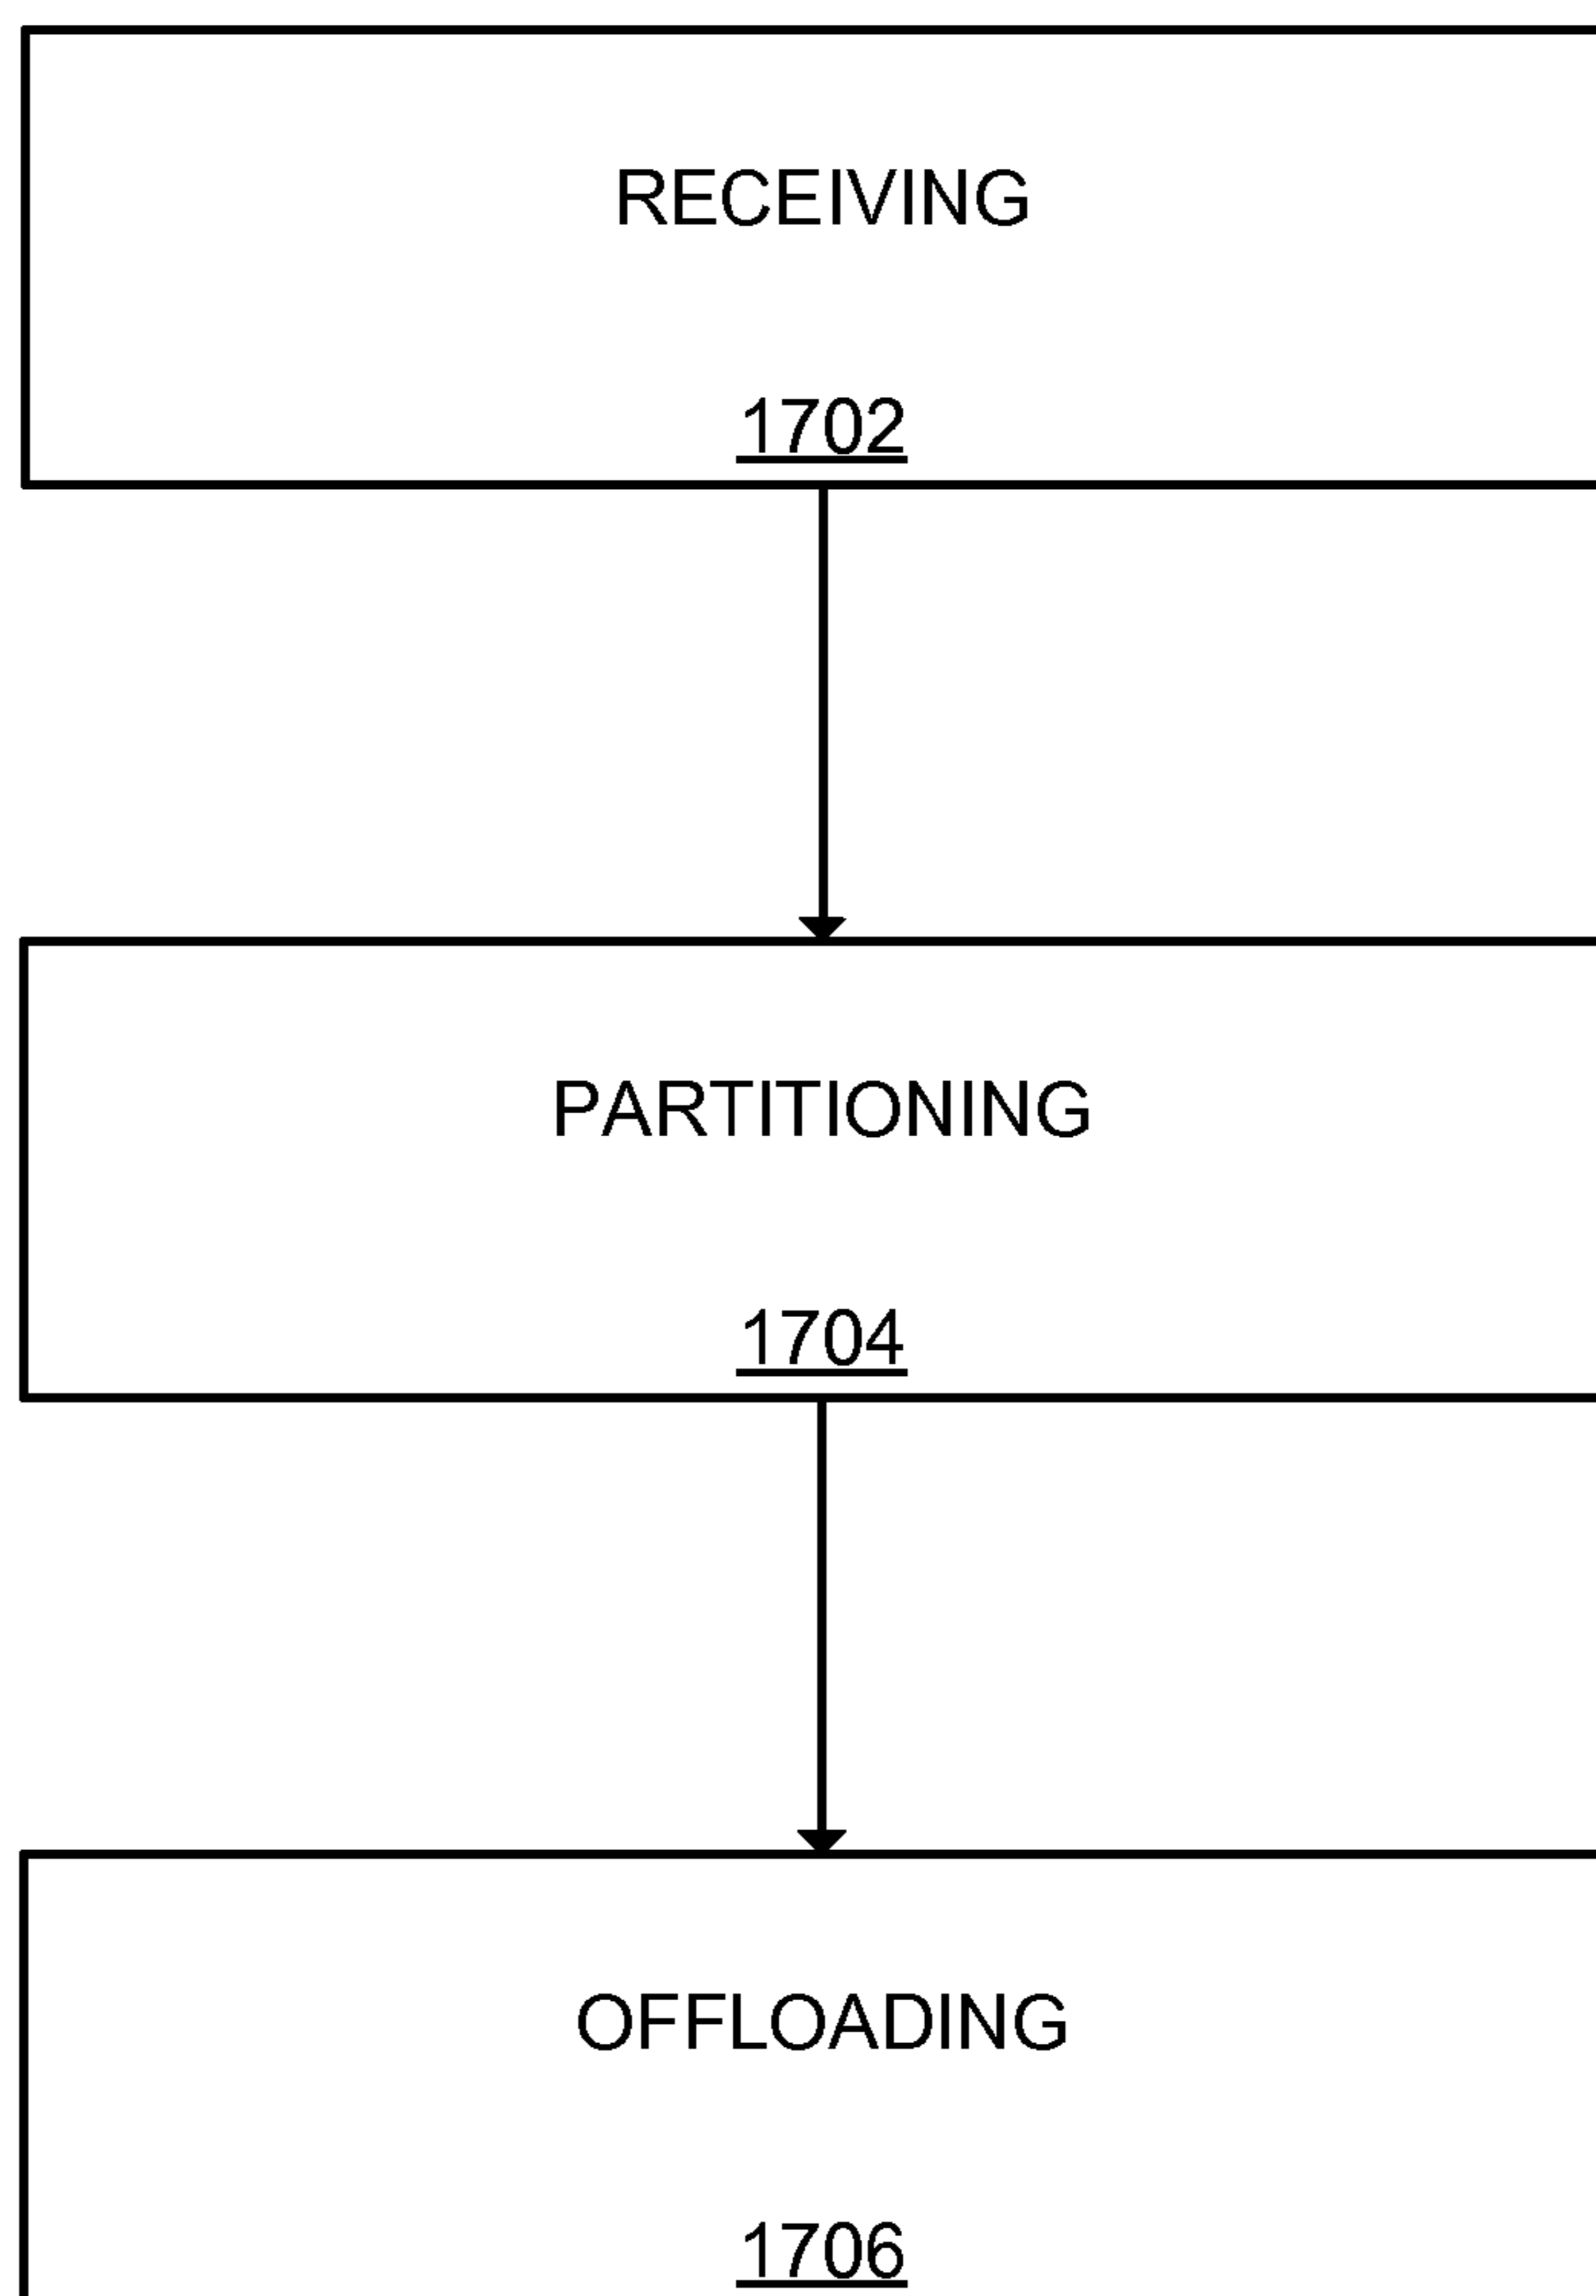 RECEIVING
1702
PARTITIONING
1704
OFFLOADING
1706